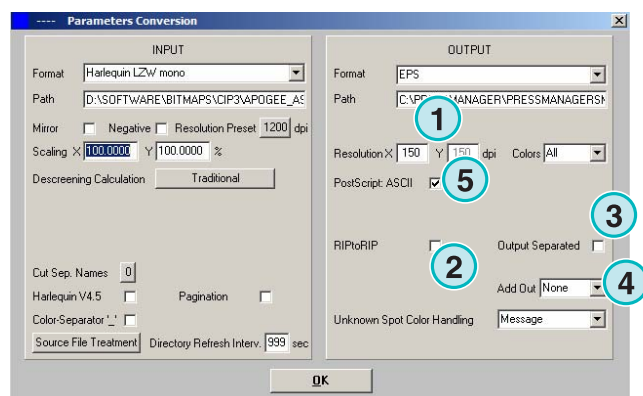 ---- Parameters Conversion
INPUT
Format Harlequin LZW mono
Path D:\SOFTWARE\BITMAPS\CIP3\APOGEE_AS
Mirror Negative Resolution Preset 1200 dpi
Scaling X 100.0000 Y 100.0000 %
Descreening Calculation Traditional
Cut Sep. Names 0
Harlequin V4.5 Pagination
Color-Separator '_'
Source File Treatment Directory Refresh Interv. 999 sec
OUTPUT
Format EPS
Path
1
Resolution X 150 Y 150 dpi Colors All
PostScript: ASCII 5
3
RIPtoRIP Output Separated
2
Add Out None 4
Unknown Spot Color Handling Message
OK